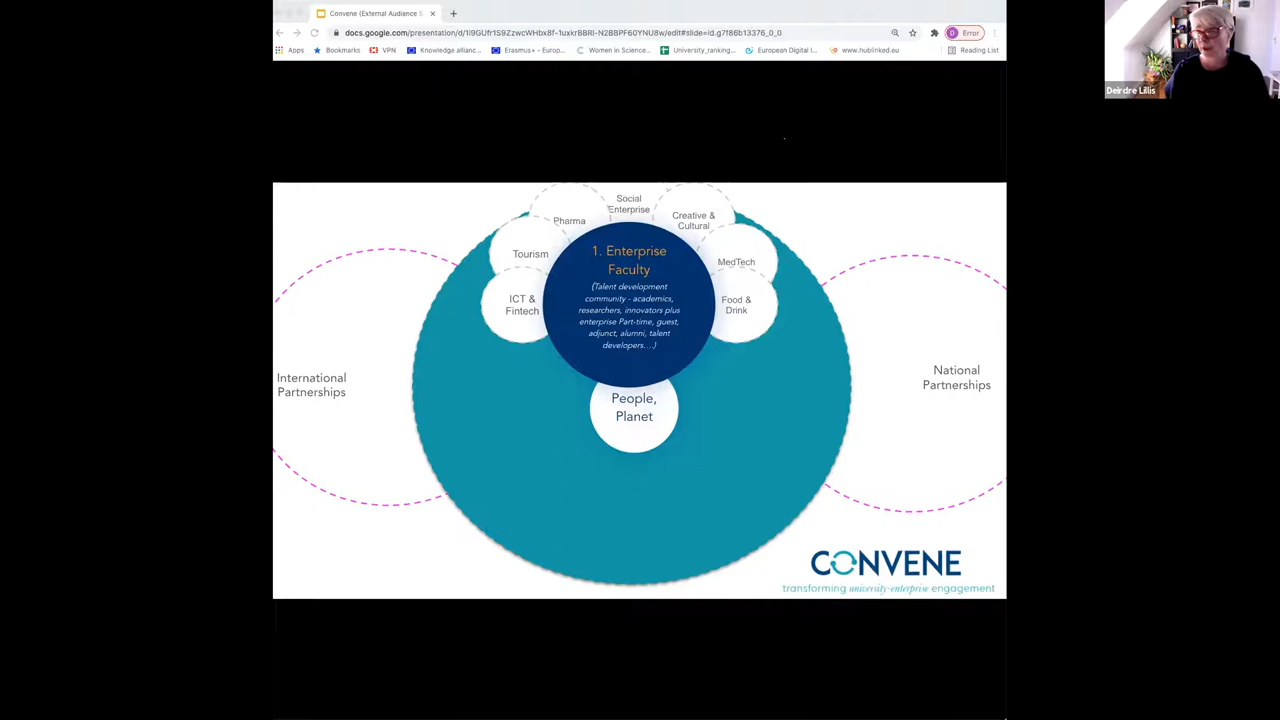 Convene (External Audience S
docs.google.com/presentation/d/1I9GUfr1S9ZzwcWHbx8f-1uxkrBBRI-N2BBPF60YNU8w/edit#slide=id.g7f86b13376_0_0
Error
Apps
Bookmarks
VPN
Knowledge allianc...
Erasmus+ - Europ...
Women in Science...
University_ranking...
European Digital I...
www.hublinked.eu
Reading List
Deirdre Lillis
Social
Enterprise
Pharma
Creative &
Cultural
Tourism
MedTech
ICT &
Fintech
Food &
Drink
1. Enterprise
Faculty
(Talent development
community - academics,
researchers, innovators plus
enterprise Part-time, guest,
adjunct, alumni, talent
developers....)
People,
Planet
International
Partnerships
National
Partnerships
CONVENE
transforming university-enterprise engagement